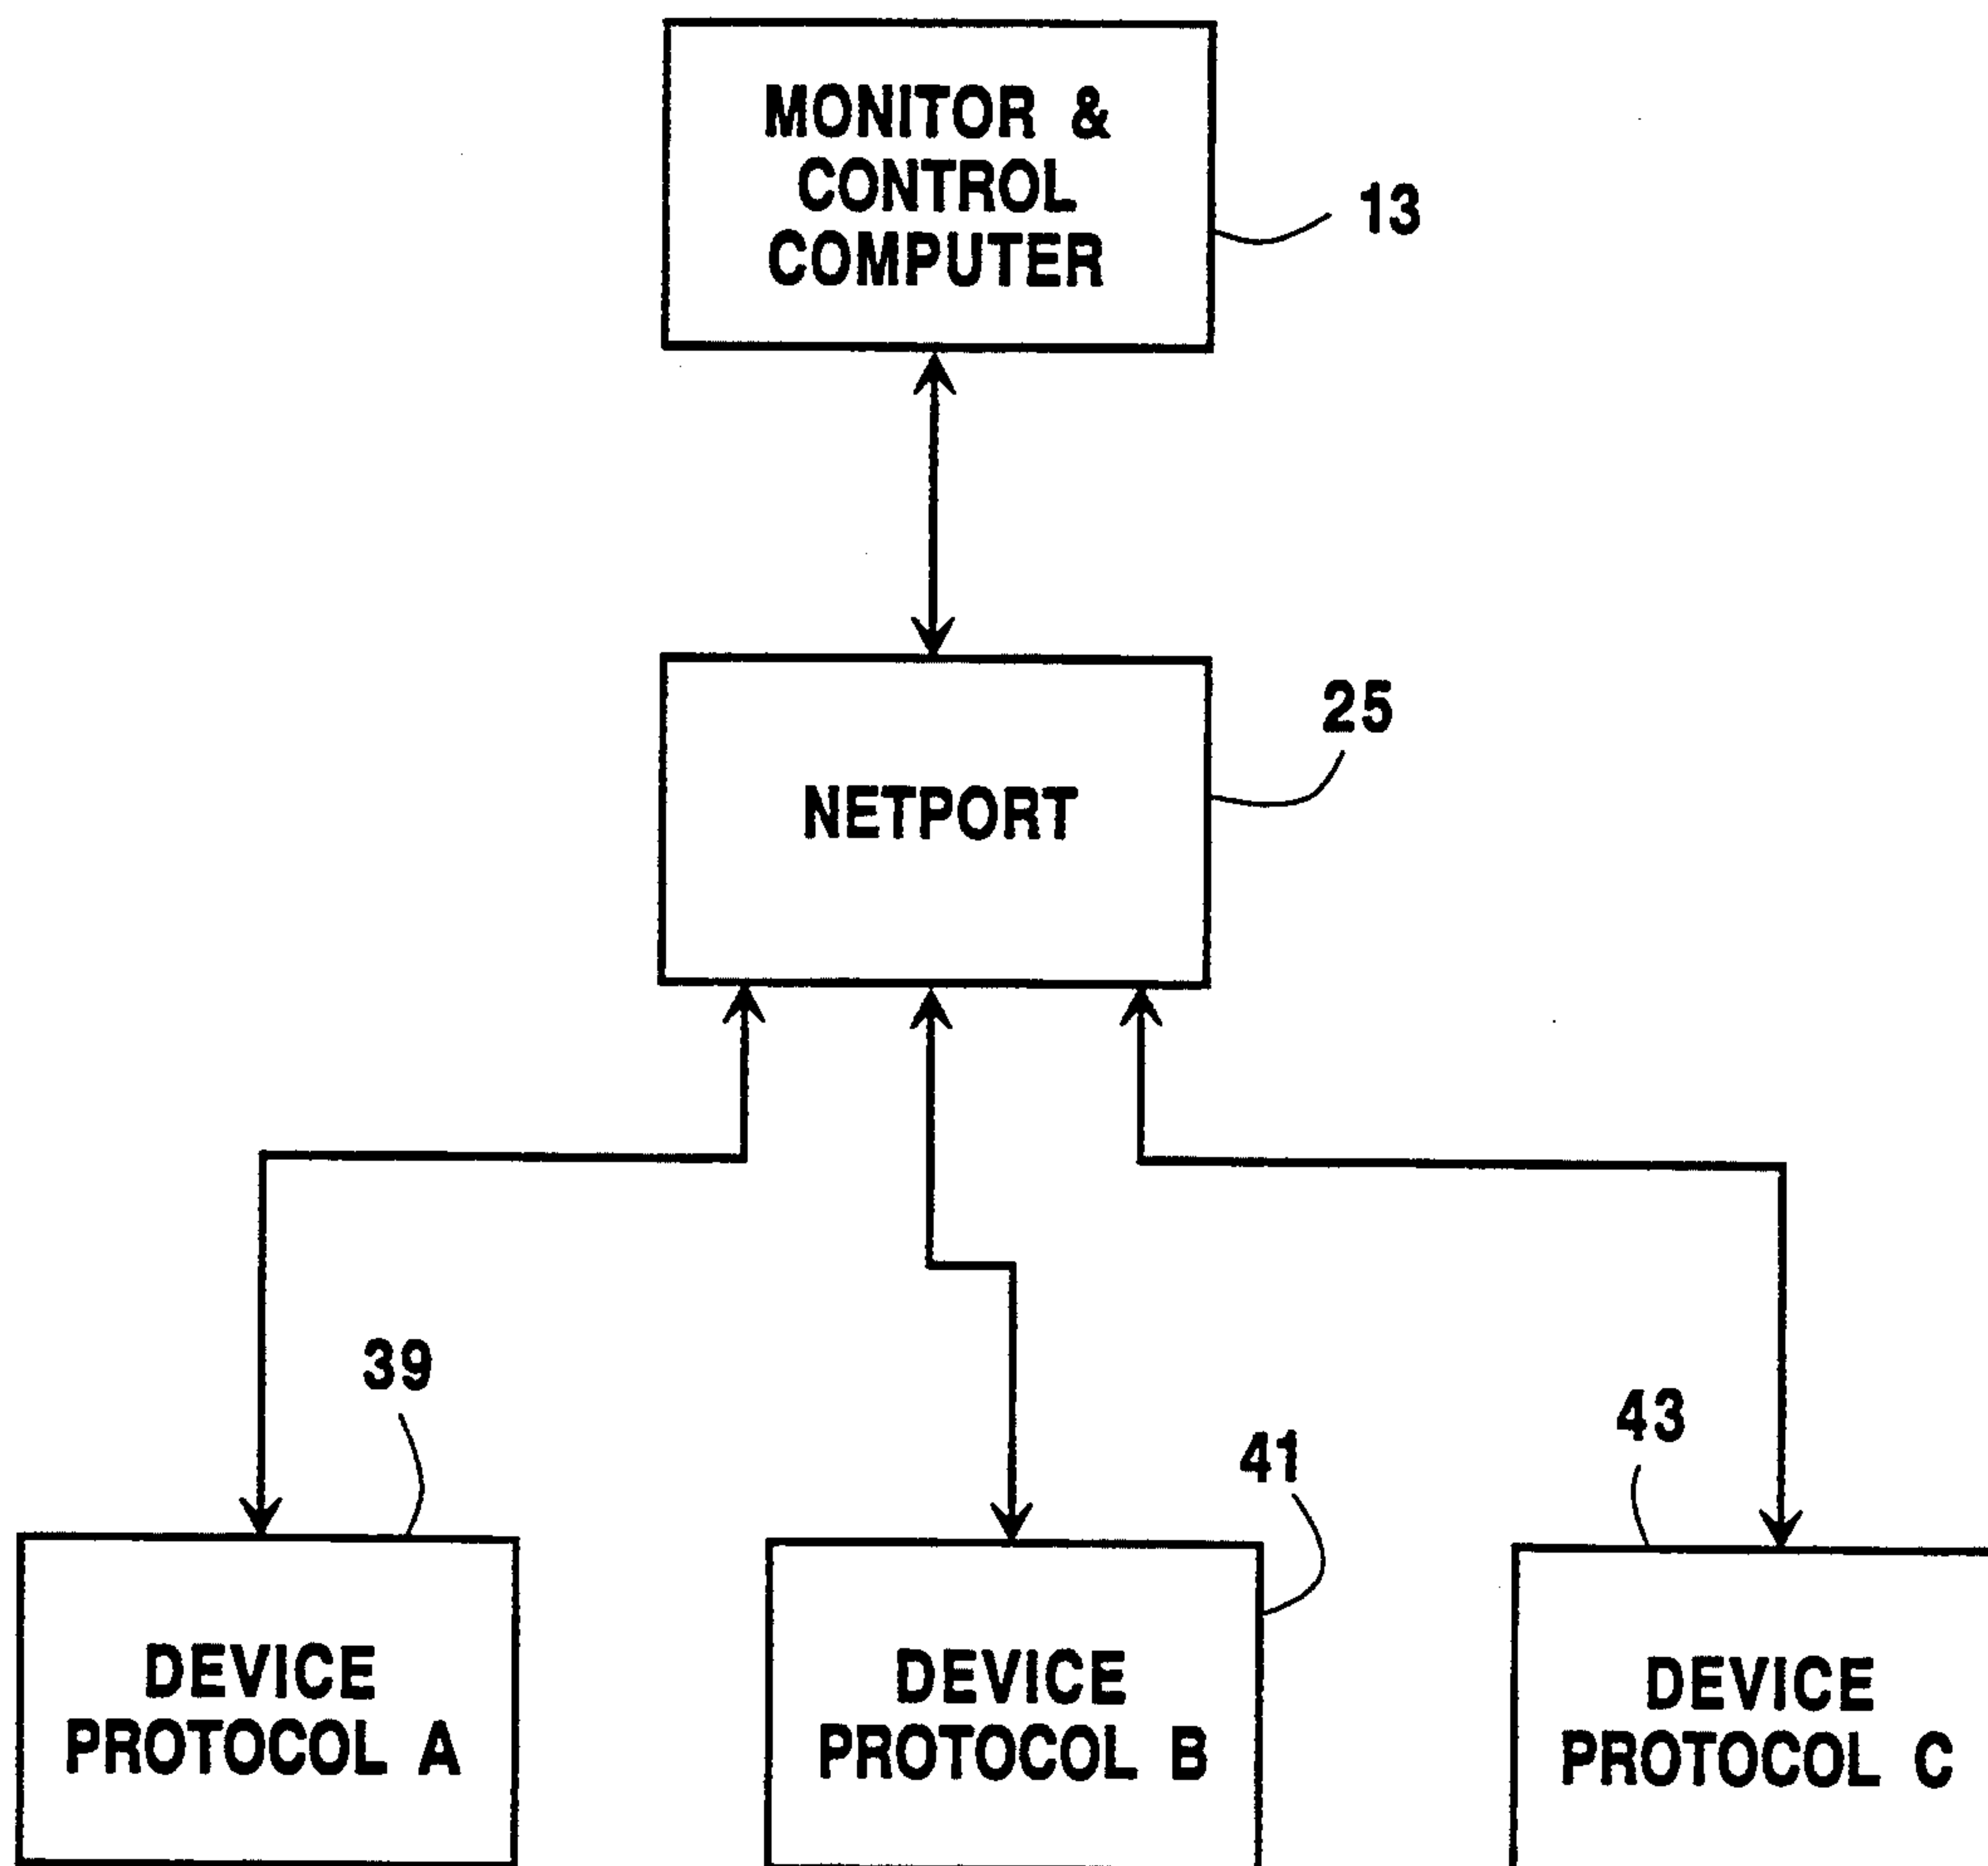 MONITOR &
CONTROL
COMPUTER
13
25
NETPORT
39
41
43
DEVICE
PROTOCOL A
DEVICE
PROTOCOL B
DEVICE
PROTOCOL C